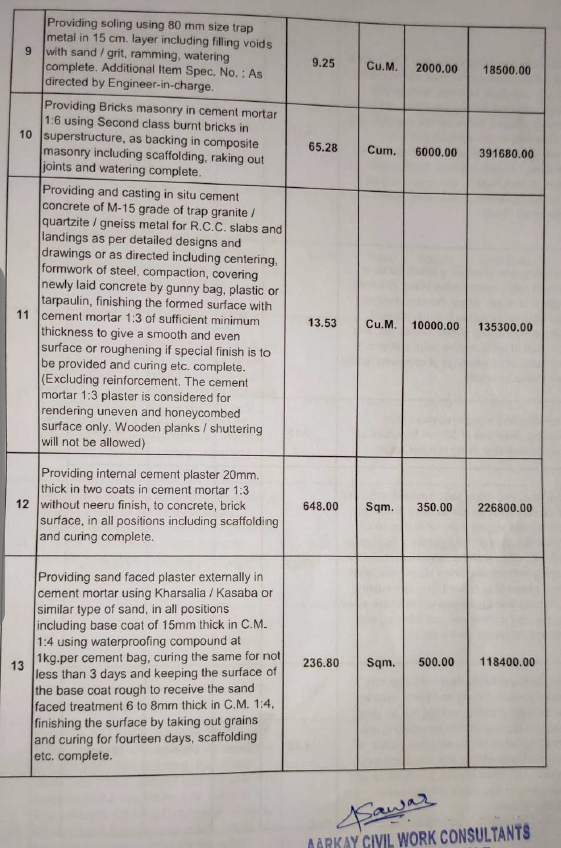 9
Providing soling using 80 mm size trap
metal in 15 cm. layer including filling voids
with sand / grit, ramming, watering
complete. Additional Item Spec. No. : As
directed by Engineer-in-charge.
9.25
Cu.M.
2000.00
18500.00
10
Providing Bricks masonry in cement mortar
1:6 using Second class burnt bricks in
superstructure, as backing in composite
masonry including scaffolding, raking out
joints and watering complete.
65.28
Cum.
6000.00
391680.00
11
Providing and casting in situ cement
concrete of M-15 grade of trap granite /
quartzite / gneiss metal for R.C.C. slabs and
landings as per detailed designs and
drawings or as directed including centering,
formwork of steel, compaction, covering
newly laid concrete by gunny bag, plastic or
tarpaulin, finishing the formed surface with
cement mortar 1:3 of sufficient minimum
thickness to give a smooth and even
surface or roughening if special finish is to
be provided and curing etc. complete.
(Excluding reinforcement. The cement
mortar 1:3 plaster is considered for
rendering uneven and honeycombed
surface only. Wooden planks / shuttering
will not be allowed)
13.53
Cu.M.
10000.00
135300.00
12
Providing internal cement plaster 20mm.
thick in two coats in cement mortar 1:3
without neeru finish, to concrete, brick
surface, in all positions including scaffolding
and curing complete.
648.00
Sqm.
350.00
226800.00
13
Providing sand faced plaster externally in
cement mortar using Kharsalia / Kasaba or
similar type of sand, in all positions
including base coat of 15mm thick in C.M.
1:4 using waterproofing compound at
1kg.per cement bag, curing the same for not
less than 3 days and keeping the surface of
the base coat rough to receive the sand
faced treatment 6 to 8mm thick in C.M. 1:4,
finishing the surface by taking out grains
and curing for fourteen days, scaffolding
etc. complete.
236.80
Sqm.
500.00
118400.00
AARKAY CIVIL WORK CONSULTANTS